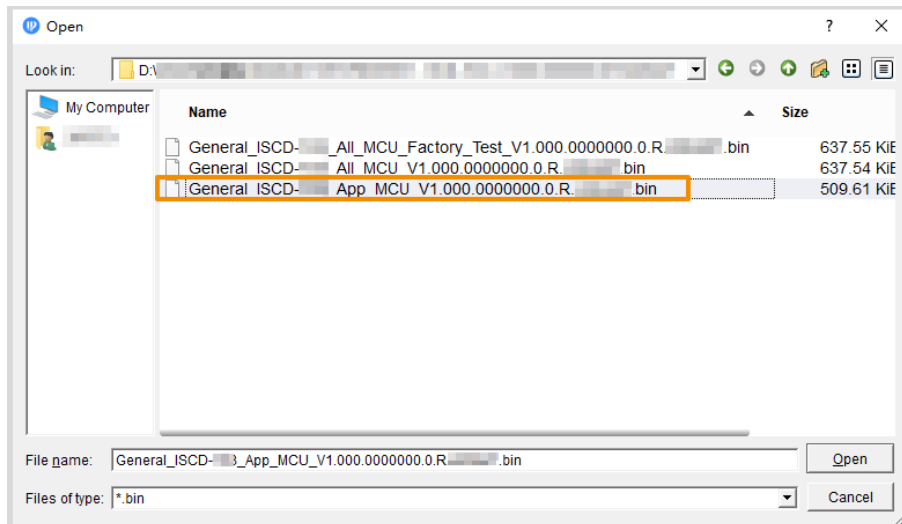 Open
?
Look in:
D:\
My Computer
Name
Size
General_ISCD- _All_MCU_Factory_Test_V1.000.0000000.0.R. .bin
637.55 KiE
General_ISCD- _All_MCU_V1.000.0000000.0.R. .bin
637.54 KiE
General_ISCD- _App_MCU_V1.000.0000000.0.R. .bin
509.61 KiE
File name:
General_ISCD- 3_App_MCU_V1.000.0000000.0.R. .bin
Open
Files of type:
*.bin
Cancel